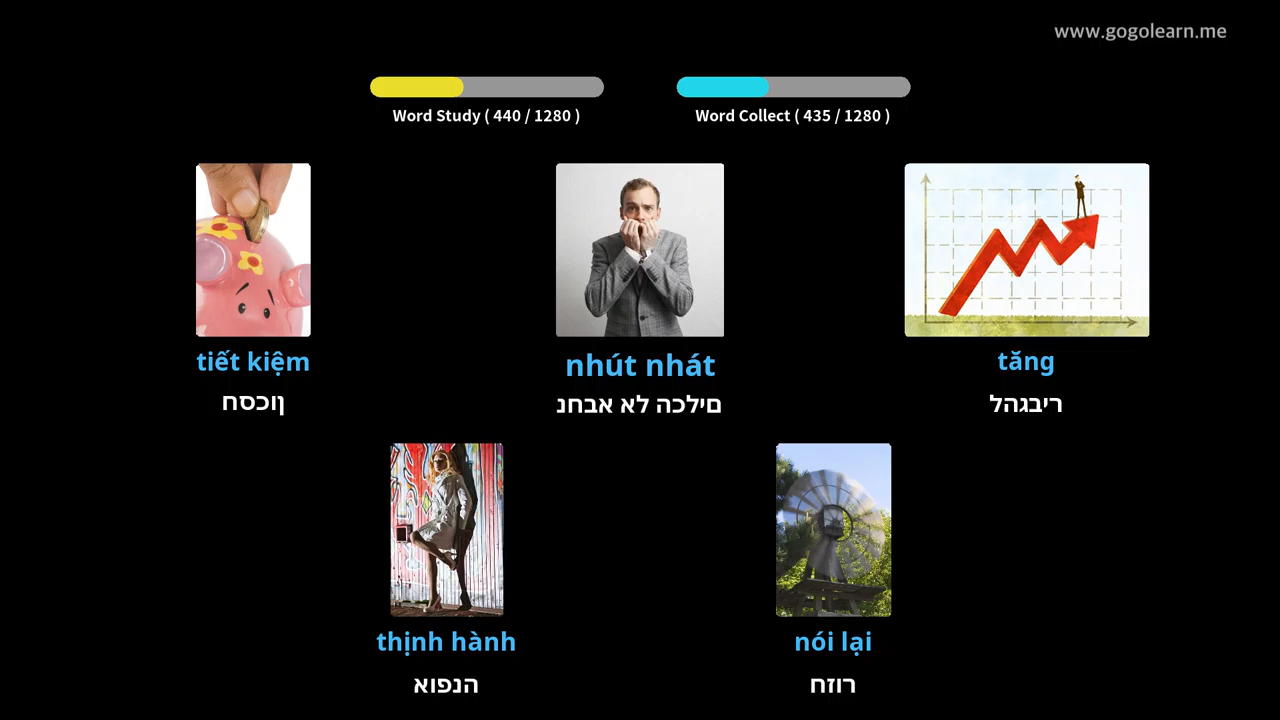 www.gogolearn.me
Word Study ( 440 / 1280 )
Word Collect ( 435 / 1280 )
tiết kiệm
ןוכסח
nhút nhát
םילכה לא אבחנ
tăng
ריבגהל
thịnh hành
הנפוא
nói lại
רוזח